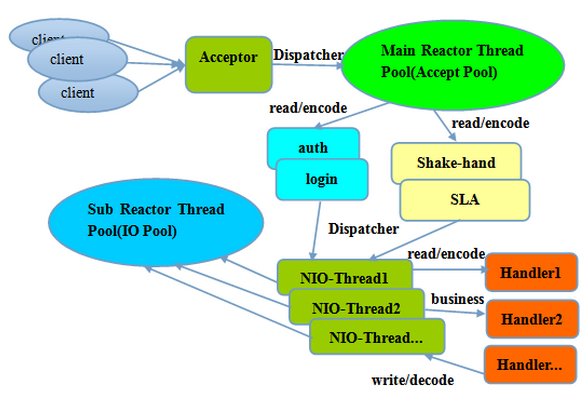 client
client
client
Acceptor
Dispatcher
Main Reactor Thread
Pool(Accept Pool)
read/encode
read/encode
auth
login
Shake-hand
SLA
Sub Reactor Thread
Pool(IO Pool)
Dispatcher
read/encode
NIO-Thread1
Handler1
NIO-Thread2
business
Handler2
NIO-Thread...
Handler...
write/decode